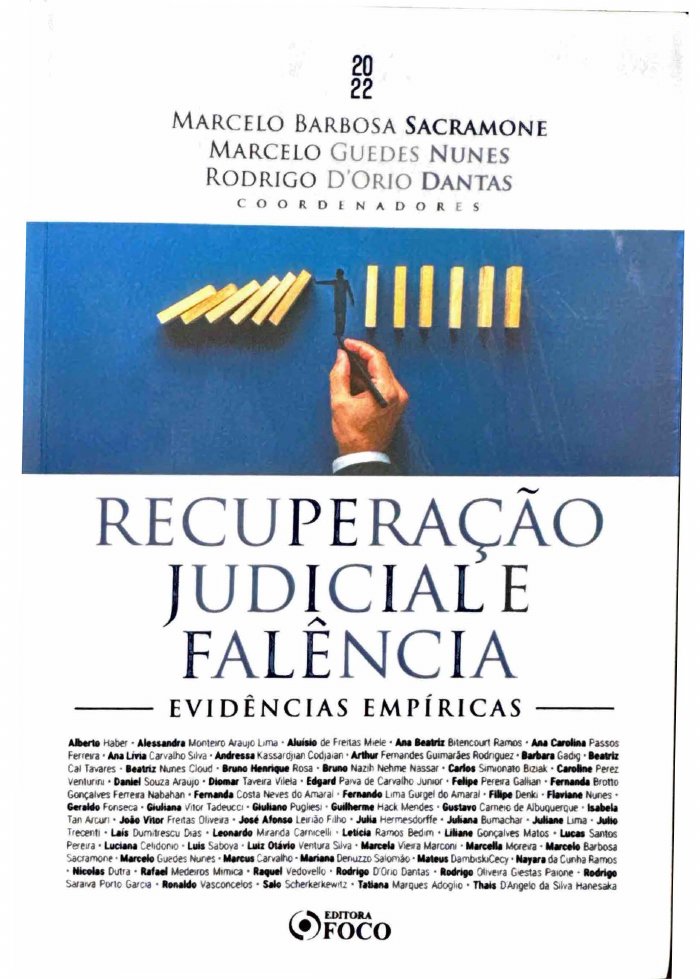 20
22
MARCELO BARBOSA SACRAMONE
MARCELO GUEDES NUNES
RODRIGO D'ORIO DANTAS
COORDENADORES
RECUPERAÇÃO
JUDICIAL E
FALÊNCIA
EVIDÊNCIAS EMPÍRICAS
Alberto Haber • Alessandra Monteiro Araujo Lima • Aluísio de Freitas Miele • Ana Beatriz Bitencourt Ramos • Ana Carolina Passos
Ferreira • Ana Lívia Carvalho Silva • Andressa Kassardjian Codjaian • Arthur Fernandes Guimarães Rodriguez • Barbara Gadig • Beatriz
Cal Tavares • Beatriz Nunes Cloud • Bruno Henrique Rosa • Bruno Nazih Nehme Nassar • Carlos Simionato Biziak • Caroline Perez
Venturini • Daniel Souza Araujo • Diomar Taveira Vilela • Edgard Paiva de Carvalho Junior • Felipe Pereira Gallian • Fernanda Brotto
Gonçalves Ferreira Nabahan • Fernanda Costa Neves do Amaral • Fernando Lima Gurgel do Amaral • Filipe Denki • Flaviane Nunes •
Geraldo Fonseca • Giuliana Vitor Tadeucci • Giuliano Pugliesi • Guilherme Hack Mendes • Gustavo Carneio de Albuquerque • Isabela
Tan Arcuri • João Vitor Freitas Oliveira • José Afonso Leirião Filho • Julia Hermesdorffe • Juliana Bumachar • Juliane Lima • Julio
Trecenti • Laís Dumitrescu Dias • Leonardo Miranda Carnicelli • Letícia Ramos Bedim • Liliane Gonçalves Matos • Lucas Santos
Pereira • Luciana Celidonio • Luis Sabova • Luiz Otávio Ventura Silva • Marcela Vieira Marconi • Marcella Moreira • Marcelo Barbosa
Sacramone • Marcelo Guedes Nunes • Marcus Carvalho • Mariana Denuzzo Salomão • Mateus DambiskiCecy • Nayara da Cunha Ramos
• Nicolas Dutra • Rafael Medeiros Mimica • Raquel Vedovello • Rodrigo D'Orio Dantas • Rodrigo Oliveira Giestas Paione • Rodrigo
Saraiva Porto Garcia • Ronaldo Vasconcelos • Salo Scherkerkewitz • Tatiana Marques Adoglio • Thais D'Angelo da Silva Hanesaka
EDITORA
FOCO